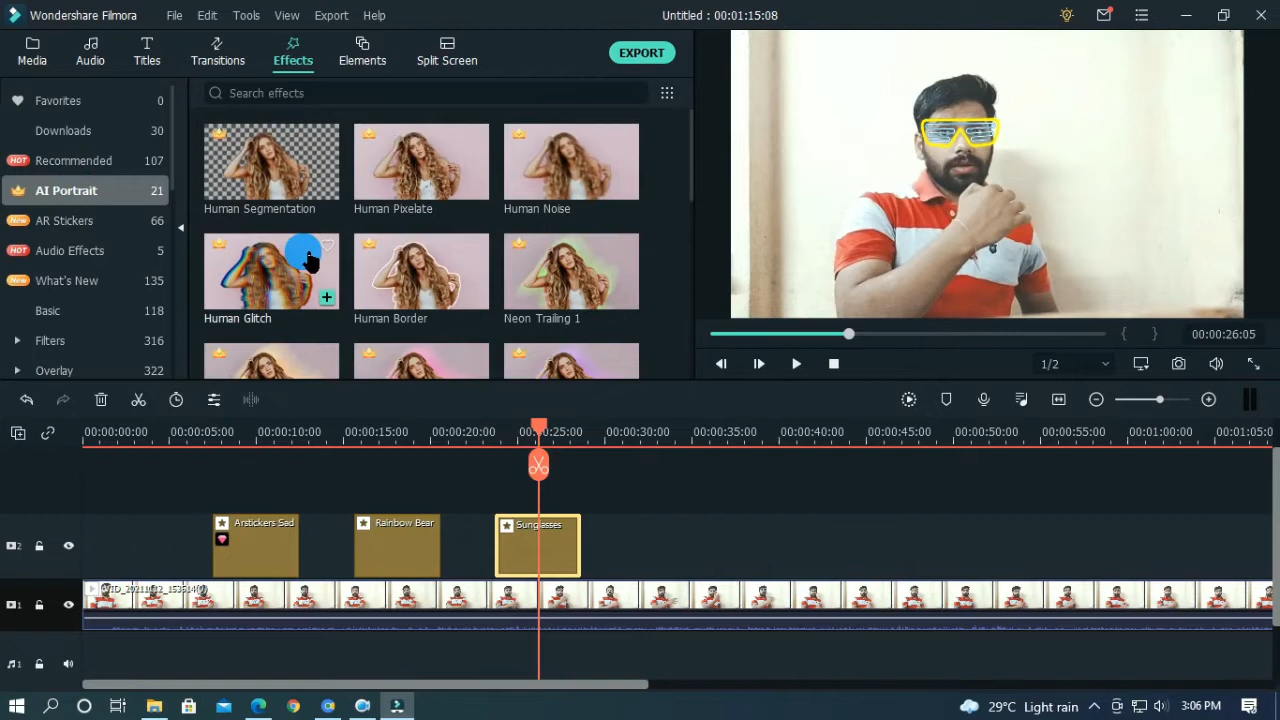 Wondershare Filmora File Edit Tools View Export Help Untitled : 00:01:15:08
Media Audio Titles Transitions Effects Elements Split Screen EXPORT
Favorites 0
Downloads 30
HOT Recommended 107
AI Portrait 21
New AR Stickers 66
HOT Audio Effects 5
New What's New 135
Basic 118
Filters 316
Overlay 322
Search effects
Human Segmentation Human Pixelate Human Noise
Human Glitch Human Border Neon Trailing 1
00:00:26:05
1/2
00:00:00:00 00:00:05:00 00:00:10:00 00:00:15:00 00:00:20:00 00:00:25:00 00:00:30:00 00:00:35:00 00:00:40:00 00:00:45:00 00:00:50:00 00:00:55:00 00:01:00:00 00:01:05:0
2 Arstickers Sad Rainbow Bear Sunglasses
1
1
29°C Light rain 3:06 PM